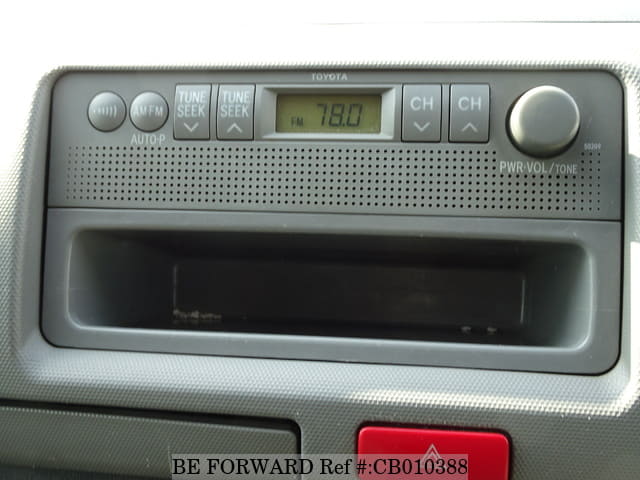 TOYOTA
TUNE SEEK
TUNE SEEK
CH
CH
AM FM
FM 78.0
AUTO·P
50209
PWR·VOL/TONE
BE FORWARD Ref #:CB010388